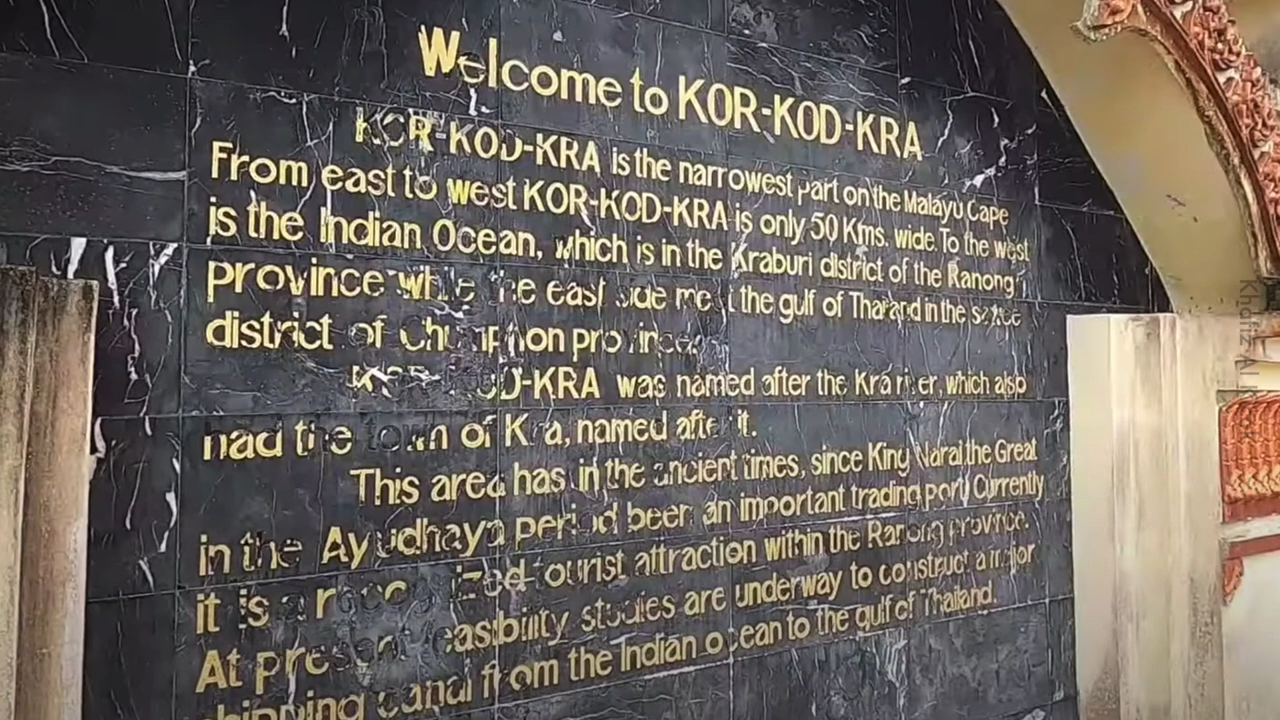 Welcome to KOR-KOD-KRA
KOR-KOD-KRA is the narrowest part on the Malayu Cape
From east to west KOR-KOD-KRA is only 50 Kms. wide. To the west
is the Indian Ocean, which is in the Kraburi district of the Ranong
province while the east side meet the gulf of Thailand in the
district of Chumphon province.
KOR-KOD-KRA was named after the Kra river, which also
had the town of Kra, named after it.
This area has in the ancient times, since King Narai the Great
in the Ayudhaya period been an important trading port. Currently
it is a recognized tourist attraction within the Ranong province.
At present feasibility studies are underway to construct a major
shipping canal from the Indian ocean to the gulf of Thailand.